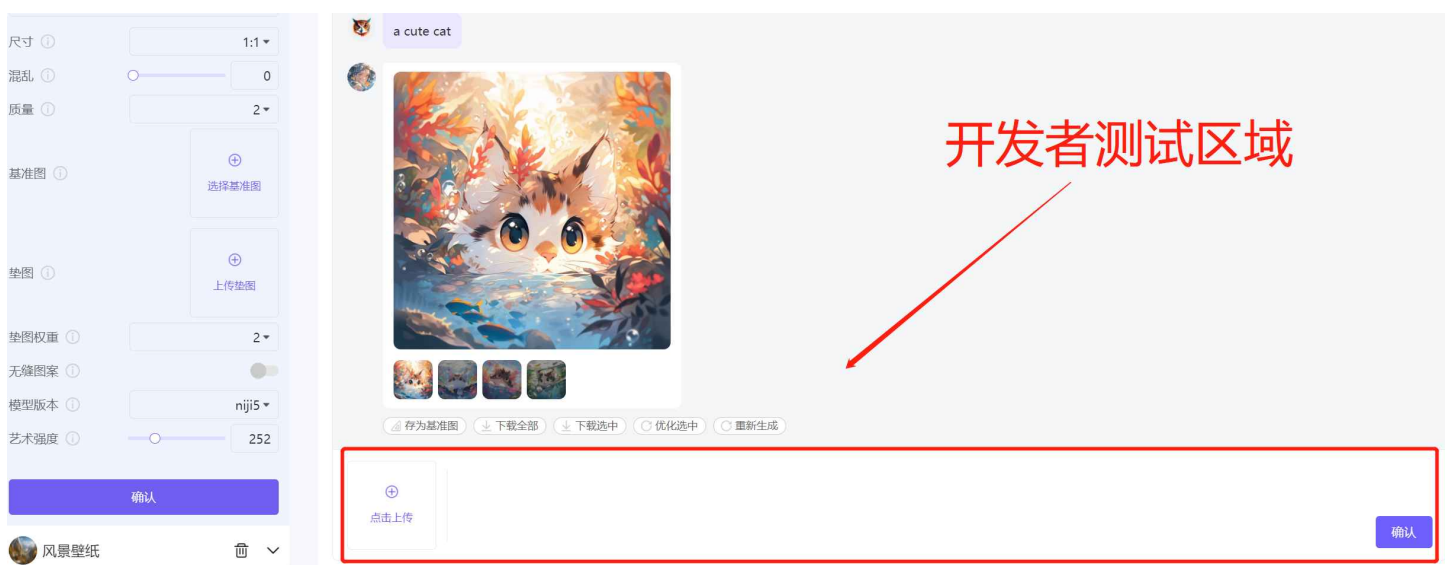 尺寸
1:1
混乱
0
质量
2
基准图
选择基准图
垫图
上传垫图
垫图权重
2
无缝图案
模型版本
niji5
艺术强度
252
确认
风景壁纸
a cute cat
开发者测试区域
存为基准图
下载全部
下载选中
优化选中
重新生成
点击上传
确认